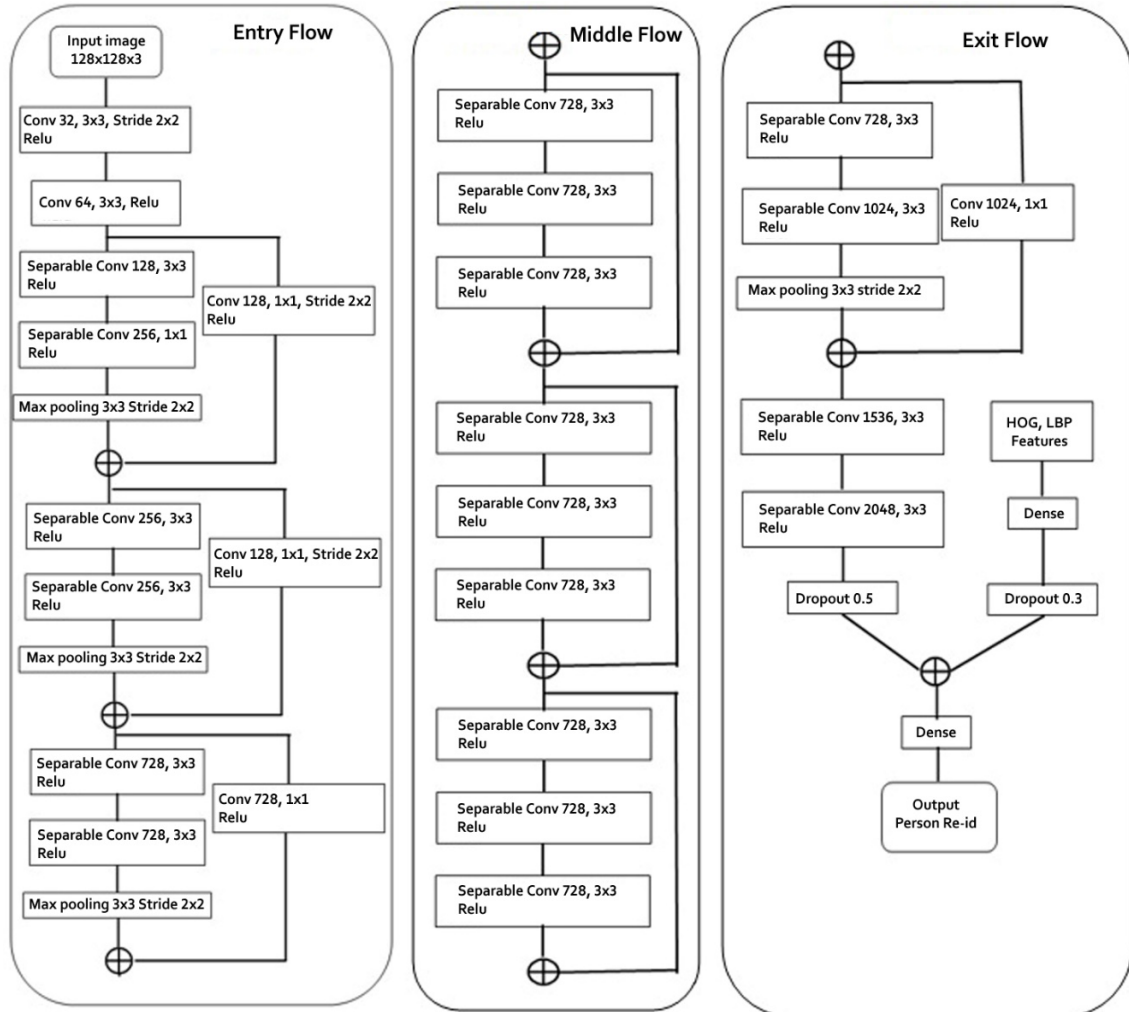 Entry Flow
Input image
128x128x3
Conv 32, 3x3, Stride 2x2
Relu
Conv 64, 3x3, Relu
Separable Conv 128, 3x3
Relu
Conv 128, 1x1, Stride 2x2
Relu
Separable Conv 256, 1x1
Relu
Max pooling 3x3 Stride 2x2
Separable Conv 256, 3x3
Relu
Conv 128, 1x1, Stride 2x2
Relu
Separable Conv 256, 3x3
Relu
Max pooling 3x3 Stride 2x2
Separable Conv 728, 3x3
Relu
Conv 728, 1x1
Relu
Separable Conv 728, 3x3
Relu
Max pooling 3x3 Stride 2x2
Middle Flow
Separable Conv 728, 3x3
Relu
Separable Conv 728, 3x3
Relu
Separable Conv 728, 3x3
Relu
Separable Conv 728, 3x3
Relu
Separable Conv 728, 3x3
Relu
Separable Conv 728, 3x3
Relu
Separable Conv 728, 3x3
Relu
Separable Conv 728, 3x3
Relu
Separable Conv 728, 3x3
Relu
Exit Flow
Separable Conv 728, 3x3
Relu
Separable Conv 1024, 3x3
Relu
Conv 1024, 1x1
Relu
Max pooling 3x3 stride 2x2
Separable Conv 1536, 3x3
Relu
HOG, LBP
Features
Separable Conv 2048, 3x3
Relu
Dense
Dropout 0.5
Dropout 0.3
Dense
Output
Person Re-id